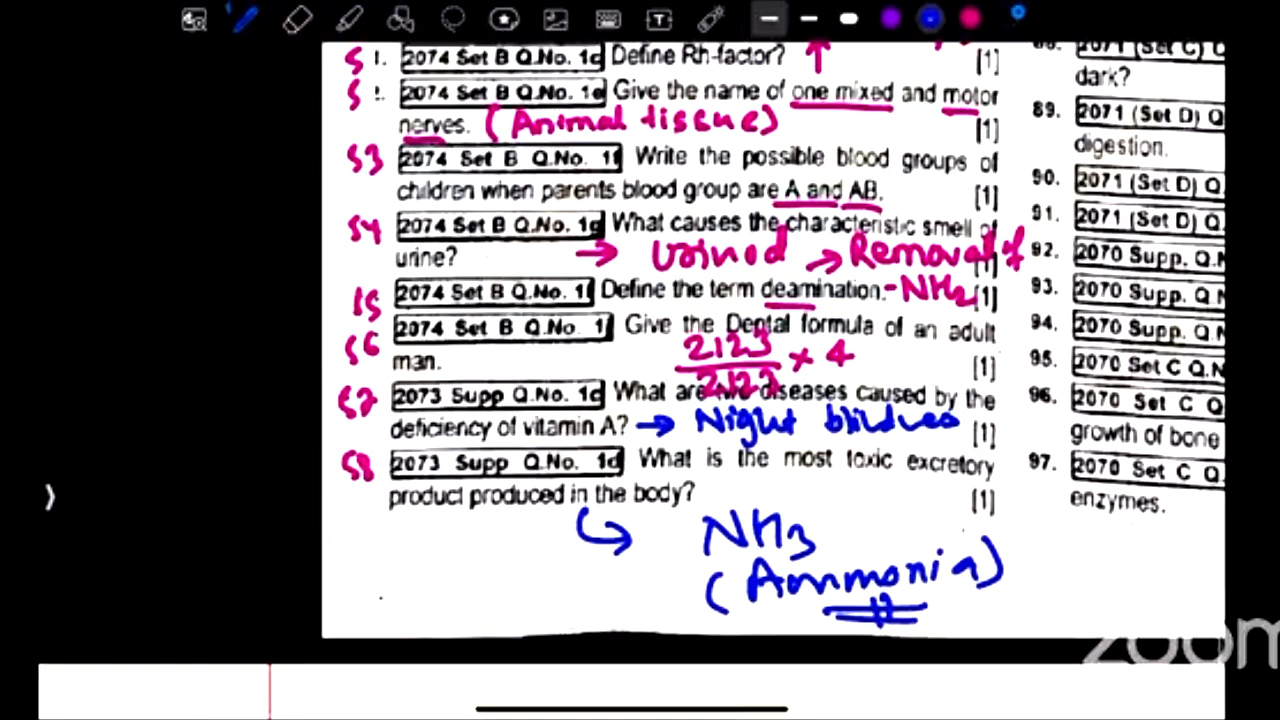 S 1. 2074 Set B Q.No. 1c Define Rh-factor? [1]
S 2074 Set B Q.No. 1e Give the name of one mixed and motor
nerves. (Animal tissue) [1]
53 2074 Set B Q.No. 1f Write the possible blood groups of
children when parents blood group are A and AB. [1]
54 2074 Set B Q.No. 1g What causes the characteristic smell of
urine? → Urinod → Removal of [1]
55 2074 Set B Q.No. 1i Define the term deamination. -NH2 [1]
56 2074 Set B Q.No. 1j Give the Dental formula of an adult
man. 2123/2123 × 4 [1]
57 2073 Supp Q.No. 1c What are two diseases caused by the
deficiency of vitamin A? → Night blindness [1]
58 2073 Supp Q.No. 1d What is the most toxic excretory
product produced in the body? [1]
NH3
(Ammonia)
2071 (Set C)
dark?
89. 2071 (Set D) Q
digestion.
90. 2071 (Set D) Q
91. 2071 (Set D) Q
92. 2070 Supp. Q.N
93. 2070 Supp. Q.N
94. 2070 Supp. Q.N
95. 2070 Set C Q.N
96. 2070 Set C Q
growth of bone
97. 2070 Set C Q
enzymes.
zoom